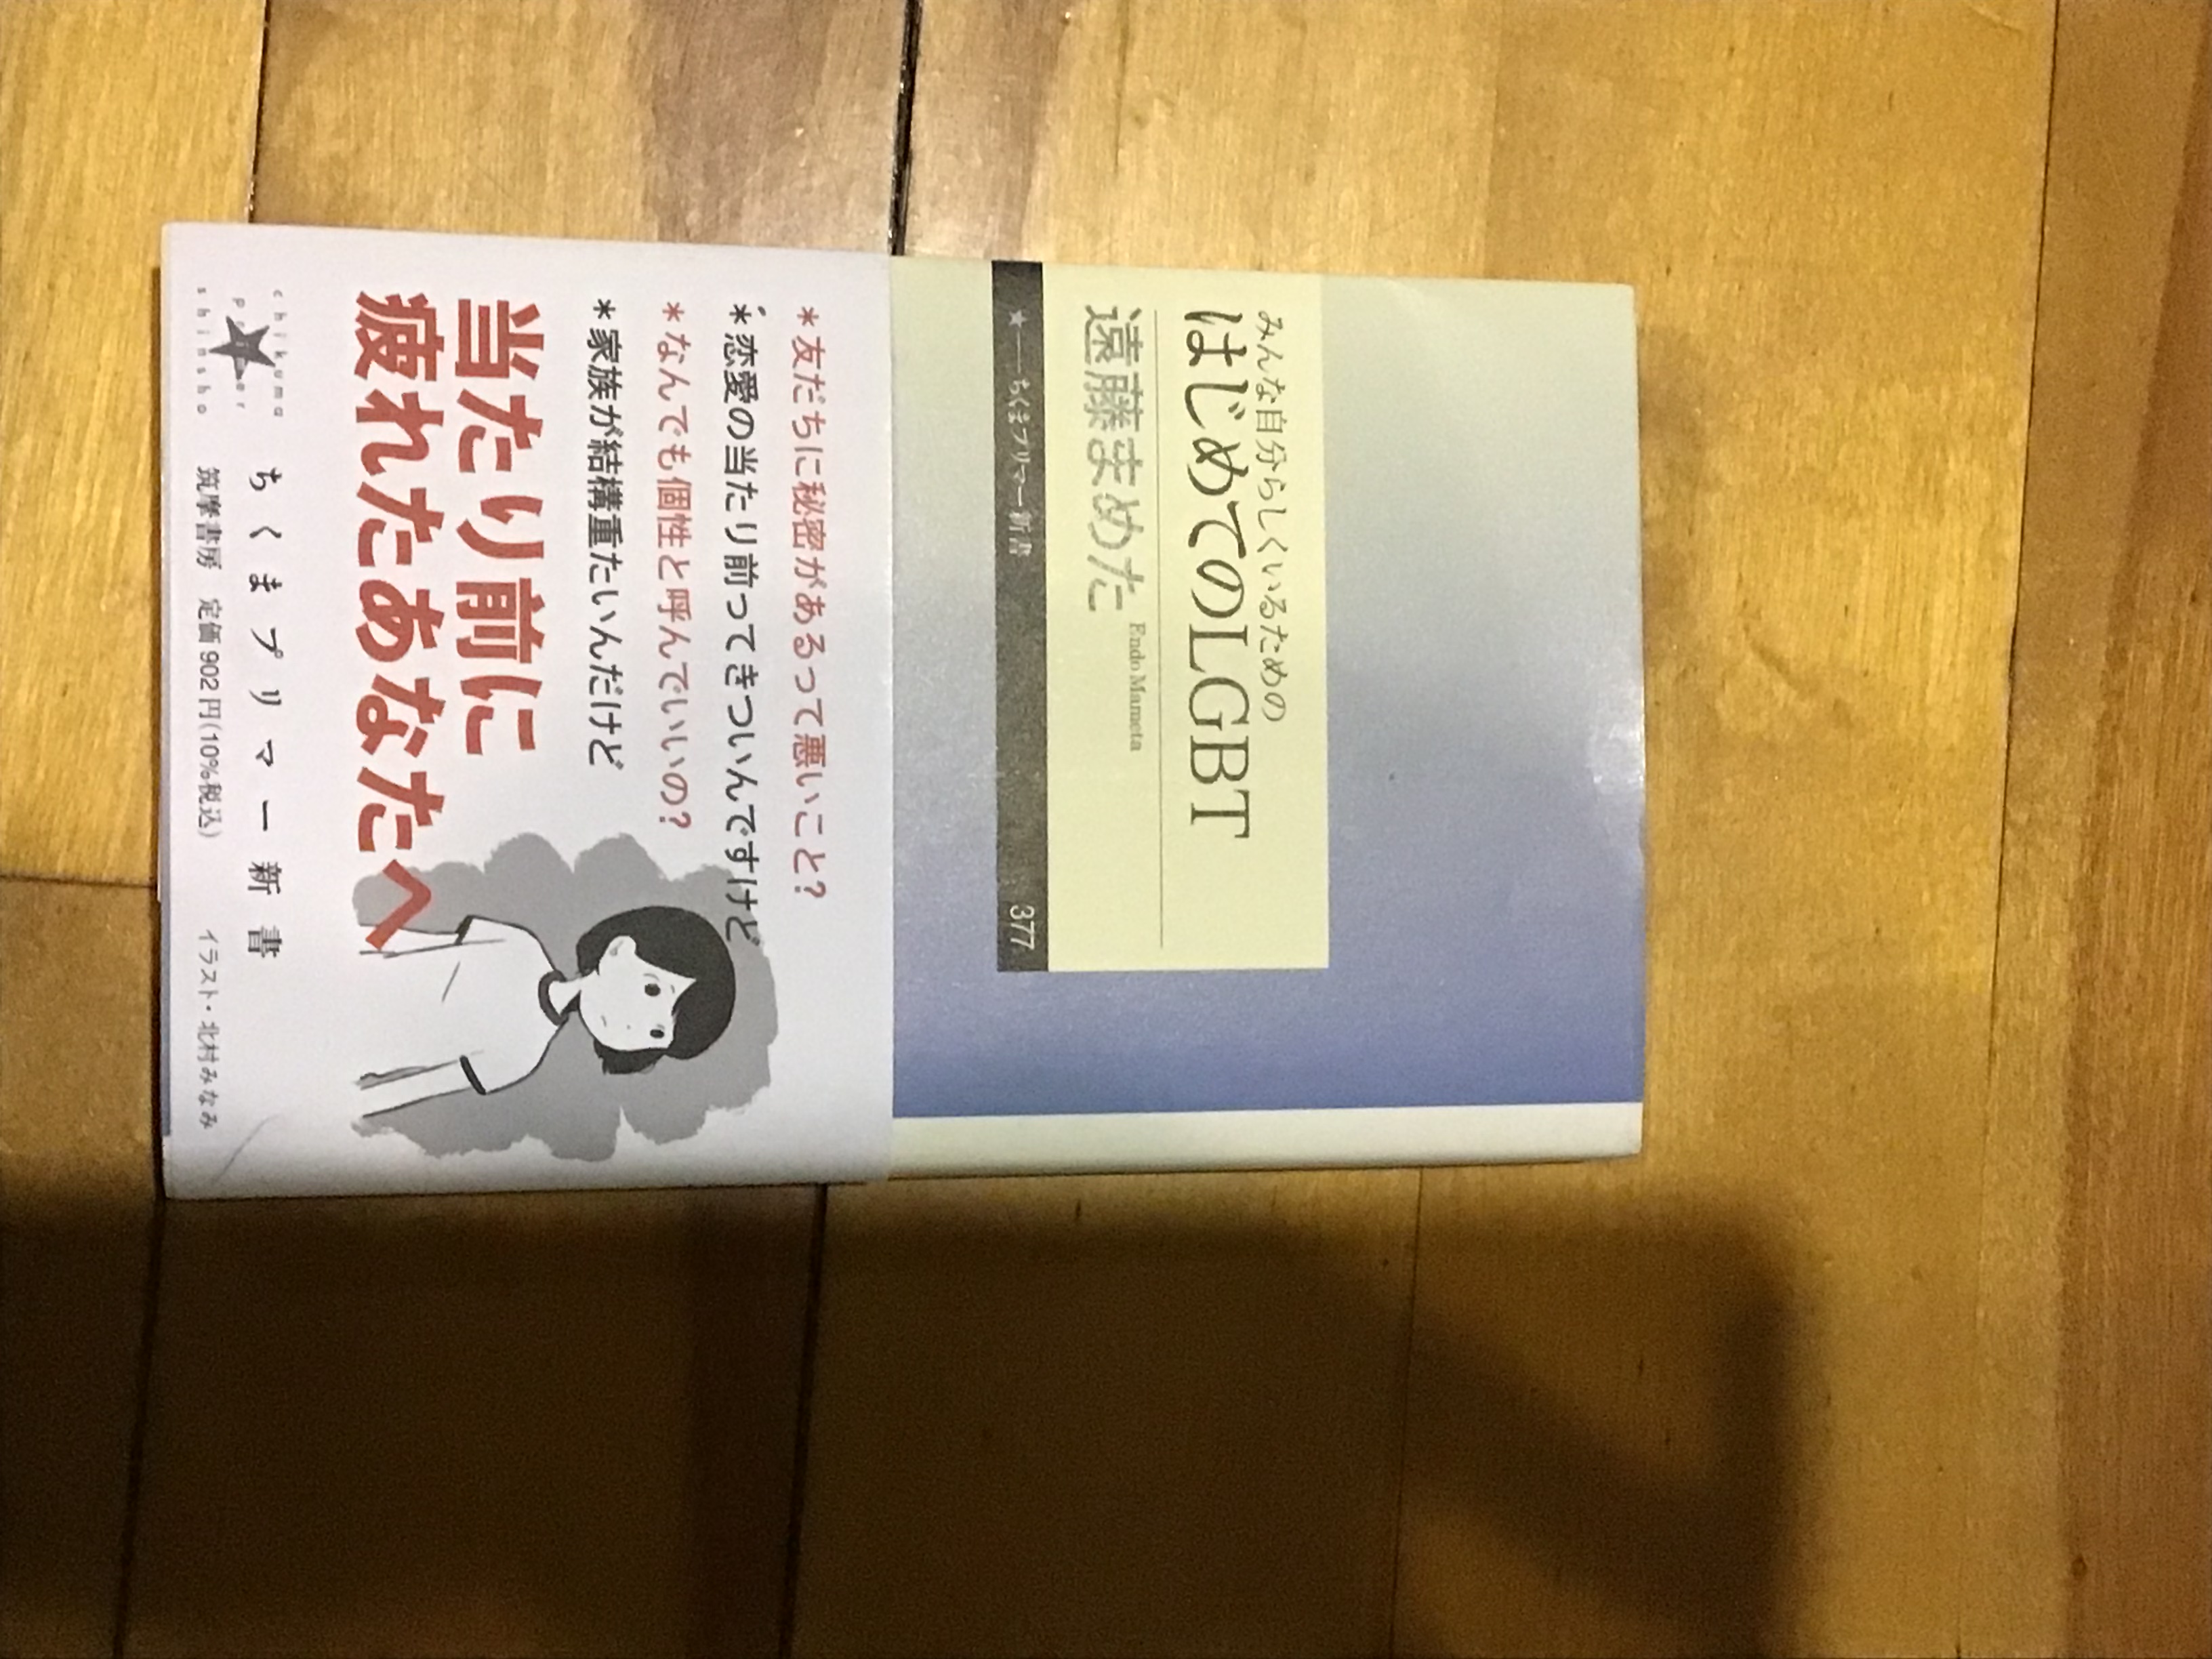 みんな自分らしくいるための
はじめてのLGBT
遠藤まめた Endo Mameta
★──ちくまプリマー新書 377
*友だちに秘密があるって悪いこと?
*恋愛の当たり前ってきついんですけど
*なんでも個性と呼んでいいの?
*家族が結構重たいんだけど
当たり前に
疲れたあなたへ
chikuma
primer
shinsho
ちくまプリマー新書
筑摩書房 定価902円(10%税込) イラスト・北村みなみ